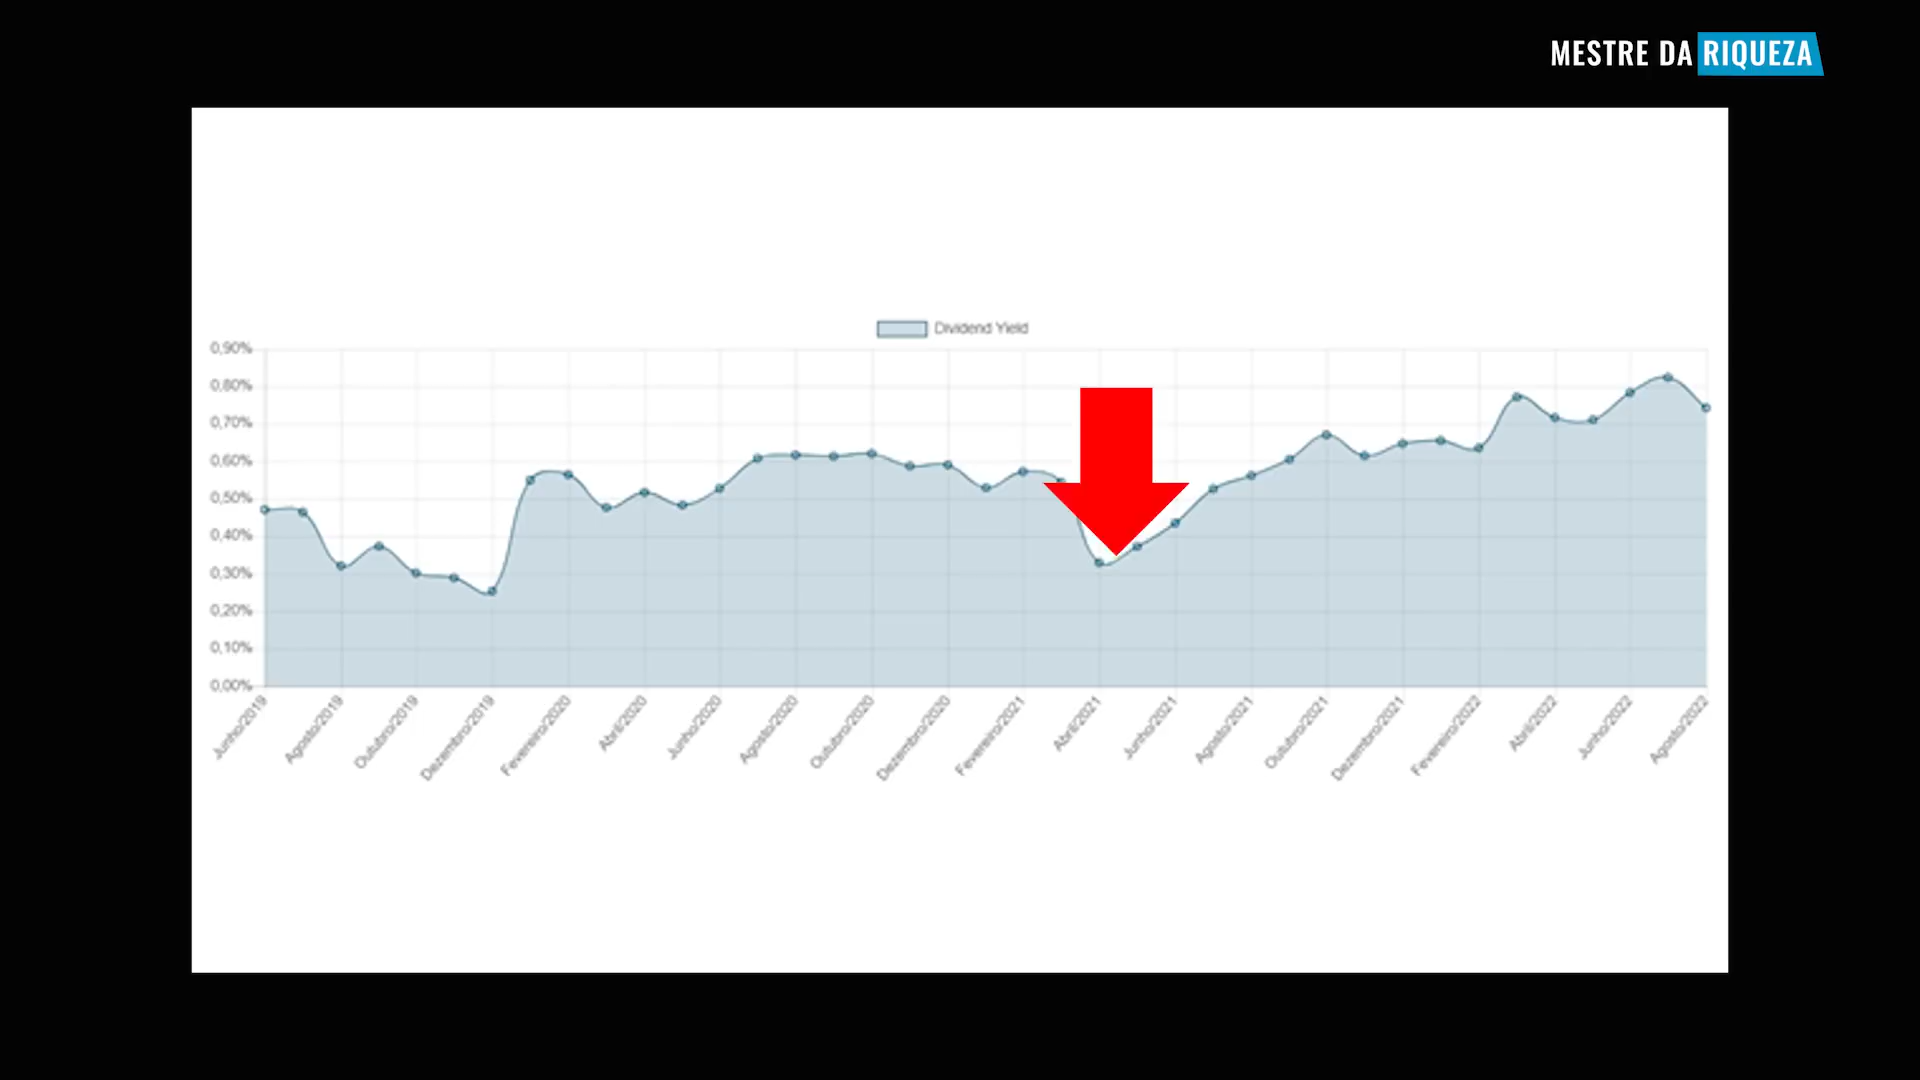 MESTRE DA RIQUEZA
Dividend Yield
0,90%
0,80%
0,70%
0,60%
0,50%
0,40%
0,30%
0,20%
0,10%
0,00%
Junho/2019
Agosto/2019
Outubro/2019
Dezembro/2019
Fevereiro/2020
Abril/2020
Junho/2020
Agosto/2020
Outubro/2020
Dezembro/2020
Fevereiro/2021
Abril/2021
Junho/2021
Agosto/2021
Outubro/2021
Dezembro/2021
Fevereiro/2022
Abril/2022
Junho/2022
Agosto/2022